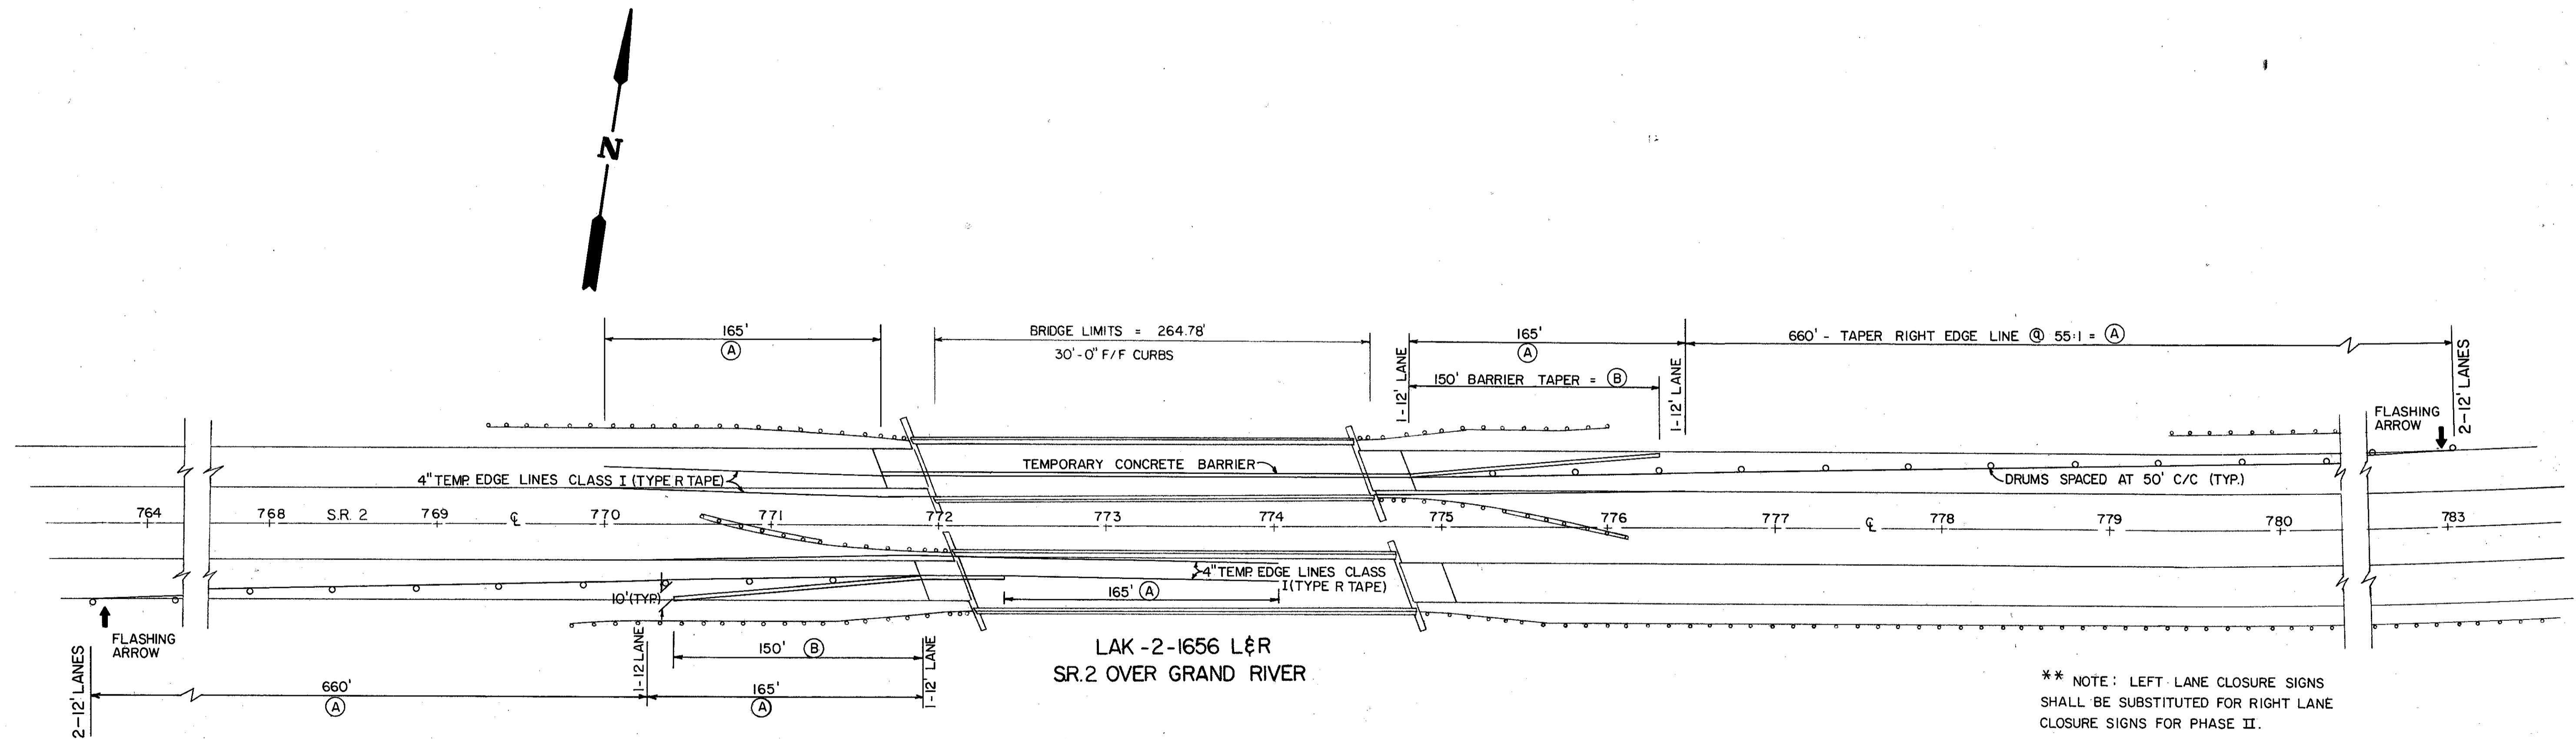 N
165'
A
BRIDGE LIMITS = 264.78'
30'-0" F/F CURBS
1-12' LANE
165'
A
150' BARRIER TAPER = B
1-12' LANE
660' - TAPER RIGHT EDGE LINE @ 55:1 = A
2-12' LANES
FLASHING
ARROW
4" TEMP. EDGE LINES CLASS I (TYPE R TAPE)
TEMPORARY CONCRETE BARRIER
DRUMS SPACED AT 50' C/C (TYP.)
764 768 S.R. 2 769 ℄ 770 771 772 773 774 775 776 777 ℄ 778 779 780 783
4" TEMP. EDGE LINES CLASS
I (TYPE R TAPE)
10' (TYP.)
165' A
FLASHING
ARROW
2-12' LANES
1-12 LANE
150' B
1-12' LANE
660'
A
165'
A
LAK-2-1656 L&R
SR.2 OVER GRAND RIVER
** NOTE: LEFT LANE CLOSURE SIGNS
SHALL BE SUBSTITUTED FOR RIGHT LANE
CLOSURE SIGNS FOR PHASE II.